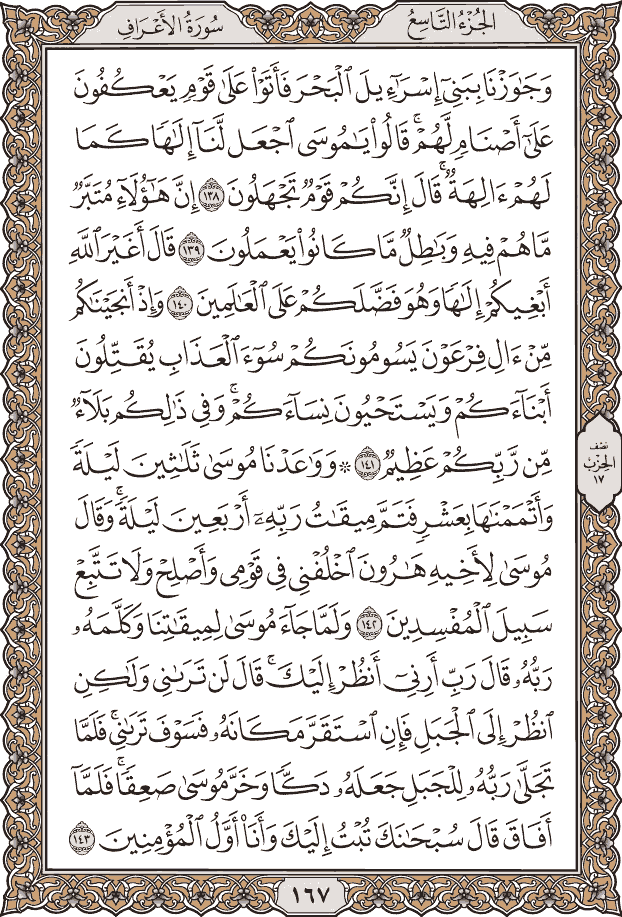 سُورَةُ الأَعْرَافِ
الجُزْءُ التَّاسِعُ
وَجَٰوَزْنَا بِبَنِىٓ إِسْرَٰٓءِيلَ ٱلْبَحْرَ فَأَتَوْا۟ عَلَىٰ قَوْمٍ يَعْكُفُونَ
عَلَىٰٓ أَصْنَامٍ لَّهُمْ ۚ قَالُوا۟ يَٰمُوسَى ٱجْعَل لَّنَآ إِلَٰهًا كَمَا
لَهُمْ ءَالِهَةٌ ۚ قَالَ إِنَّكُمْ قَوْمٌ تَجْهَلُونَ ١٣٨ إِنَّ هَٰٓؤُلَآءِ مُتَبَّرٌ
مَّا هُمْ فِيهِ وَبَٰطِلٌ مَّا كَانُوا۟ يَعْمَلُونَ ١٣٩ قَالَ أَغَيْرَ ٱللَّهِ
أَبْغِيكُمْ إِلَٰهًا وَهُوَ فَضَّلَكُمْ عَلَى ٱلْعَٰلَمِينَ ١٤٠ وَإِذْ أَنجَيْنَٰكُم
مِّنْ ءَالِ فِرْعَوْنَ يَسُومُونَكُمْ سُوٓءَ ٱلْعَذَابِ يُقَتِّلُونَ
أَبْنَآءَكُمْ وَيَسْتَحْيُونَ نِسَآءَكُمْ ۚ وَفِى ذَٰلِكُم بَلَآءٌ
مِّن رَّبِّكُمْ عَظِيمٌ ١٤١ ۞ وَوَٰعَدْنَا مُوسَىٰ ثَلَٰثِينَ لَيْلَةً
وَأَتْمَمْنَٰهَا بِعَشْرٍ فَتَمَّ مِيقَٰتُ رَبِّهِۦٓ أَرْبَعِينَ لَيْلَةً ۚ وَقَالَ
مُوسَىٰ لِأَخِيهِ هَٰرُونَ ٱخْلُفْنِى فِى قَوْمِى وَأَصْلِحْ وَلَا تَتَّبِعْ
سَبِيلَ ٱلْمُفْسِدِينَ ١٤٢ وَلَمَّا جَآءَ مُوسَىٰ لِمِيقَٰتِنَا وَكَلَّمَهُۥ
رَبُّهُۥ قَالَ رَبِّ أَرِنِىٓ أَنظُرْ إِلَيْكَ ۚ قَالَ لَن تَرَىٰنِى وَلَٰكِنِ
ٱنظُرْ إِلَى ٱلْجَبَلِ فَإِنِ ٱسْتَقَرَّ مَكَانَهُۥ فَسَوْفَ تَرَىٰنِى ۚ فَلَمَّا
تَجَلَّىٰ رَبُّهُۥ لِلْجَبَلِ جَعَلَهُۥ دَكًّا وَخَرَّ مُوسَىٰ صَعِقًا ۚ فَلَمَّآ
أَفَاقَ قَالَ سُبْحَٰنَكَ تُبْتُ إِلَيْكَ وَأَنَا۠ أَوَّلُ ٱلْمُؤْمِنِينَ ١٤٣
نصف
الحزب
١٧
١٦٧